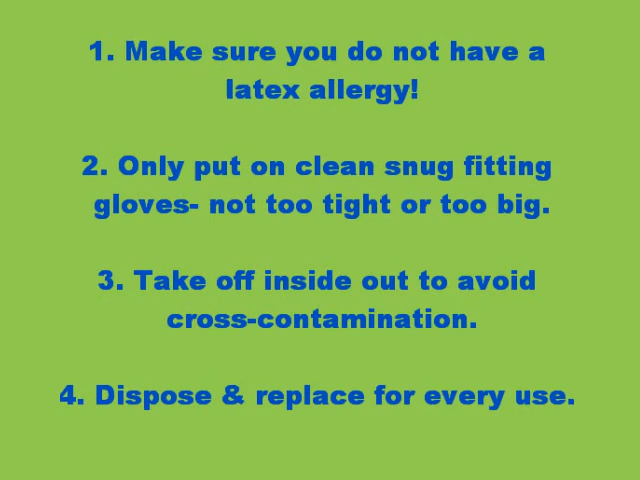 1. Make sure you do not have a
latex allergy!
2. Only put on clean snug fitting
gloves- not too tight or too big.
3. Take off inside out to avoid
cross-contamination.
4. Dispose & replace for every use.